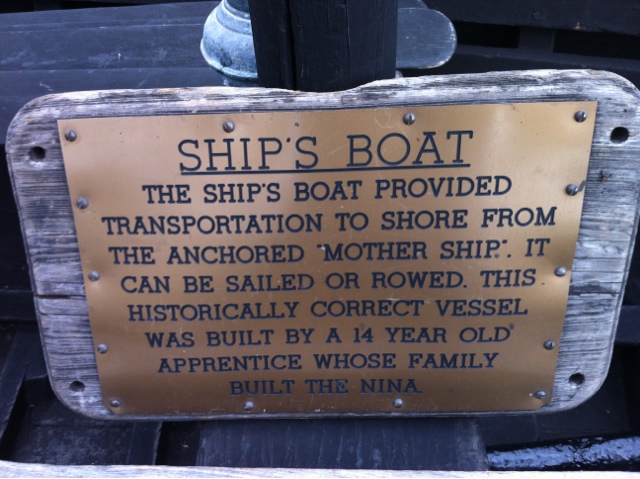 SHIP'S BOAT
THE SHIP'S BOAT PROVIDED
TRANSPORTATION TO SHORE FROM
THE ANCHORED "MOTHER SHIP". IT
CAN BE SAILED OR ROWED. THIS
HISTORICALLY CORRECT VESSEL
WAS BUILT BY A 14 YEAR OLD
APPRENTICE WHOSE FAMILY
BUILT THE NINA.